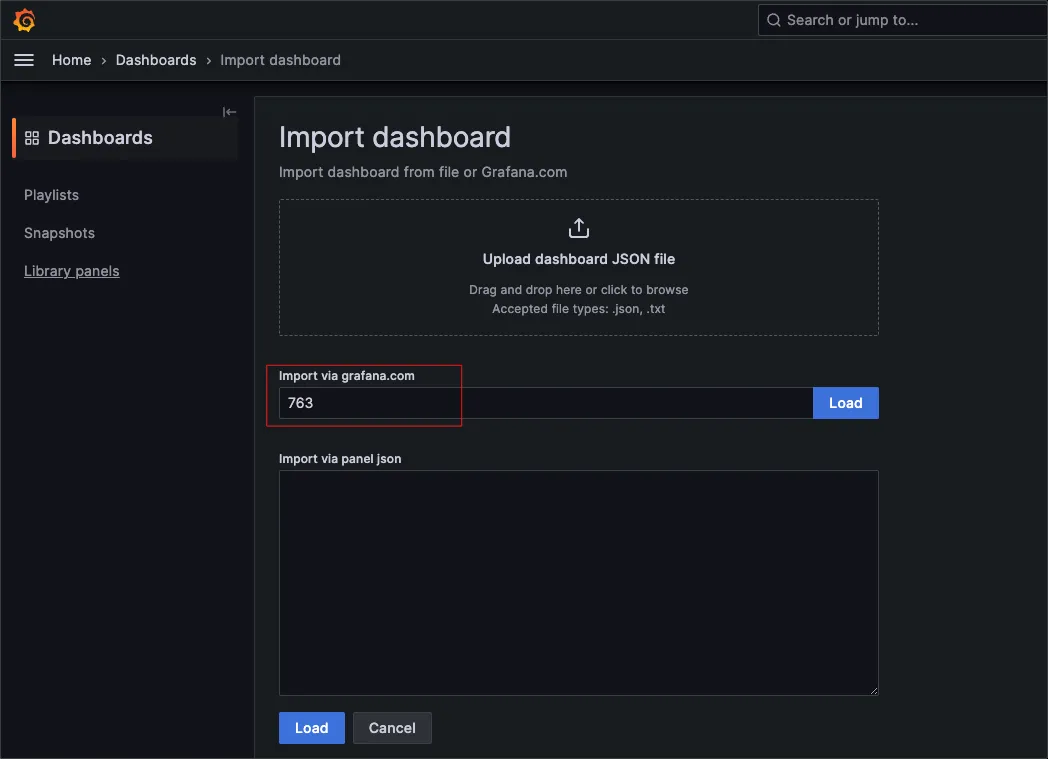 Search or jump to...
Home › Dashboards › Import dashboard
Dashboards
Playlists
Snapshots
Library panels
Import dashboard
Import dashboard from file or Grafana.com
Upload dashboard JSON file
Drag and drop here or click to browse
Accepted file types: .json, .txt
Import via grafana.com
763
Load
Import via panel json
Load
Cancel